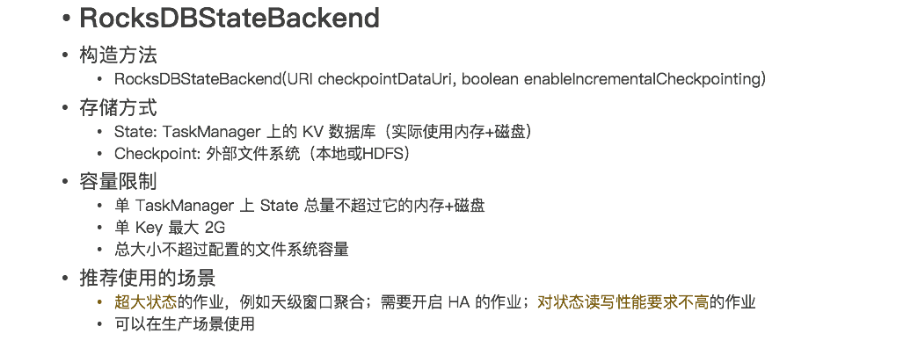 • RocksDBStateBackend
• 构造方法
• RocksDBStateBackend(URI checkpointDataUri, boolean enableIncrementalCheckpointing)
• 存储方式
• State: TaskManager 上的 KV 数据库（实际使用内存+磁盘）
• Checkpoint: 外部文件系统（本地或HDFS）
• 容量限制
• 单 TaskManager 上 State 总量不超过它的内存+磁盘
• 单 Key 最大 2G
• 总大小不超过配置的文件系统容量
• 推荐使用的场景
• 超大状态的作业，例如天级窗口聚合；需要开启 HA 的作业；对状态读写性能要求不高的作业
• 可以在生产场景使用